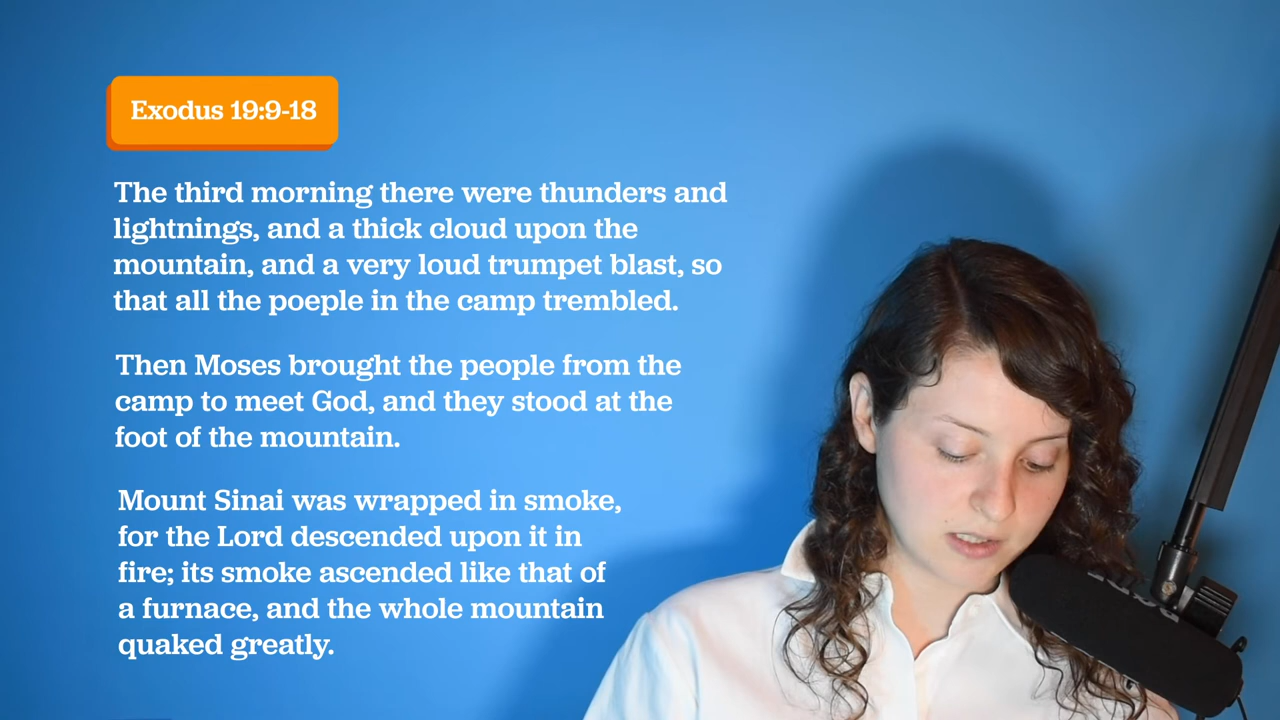 Exodus 19:9-18
The third morning there were thunders and
lightnings, and a thick cloud upon the
mountain, and a very loud trumpet blast, so
that all the poeple in the camp trembled.
Then Moses brought the people from the
camp to meet God, and they stood at the
foot of the mountain.
Mount Sinai was wrapped in smoke,
for the Lord descended upon it in
fire; its smoke ascended like that of
a furnace, and the whole mountain
quaked greatly.